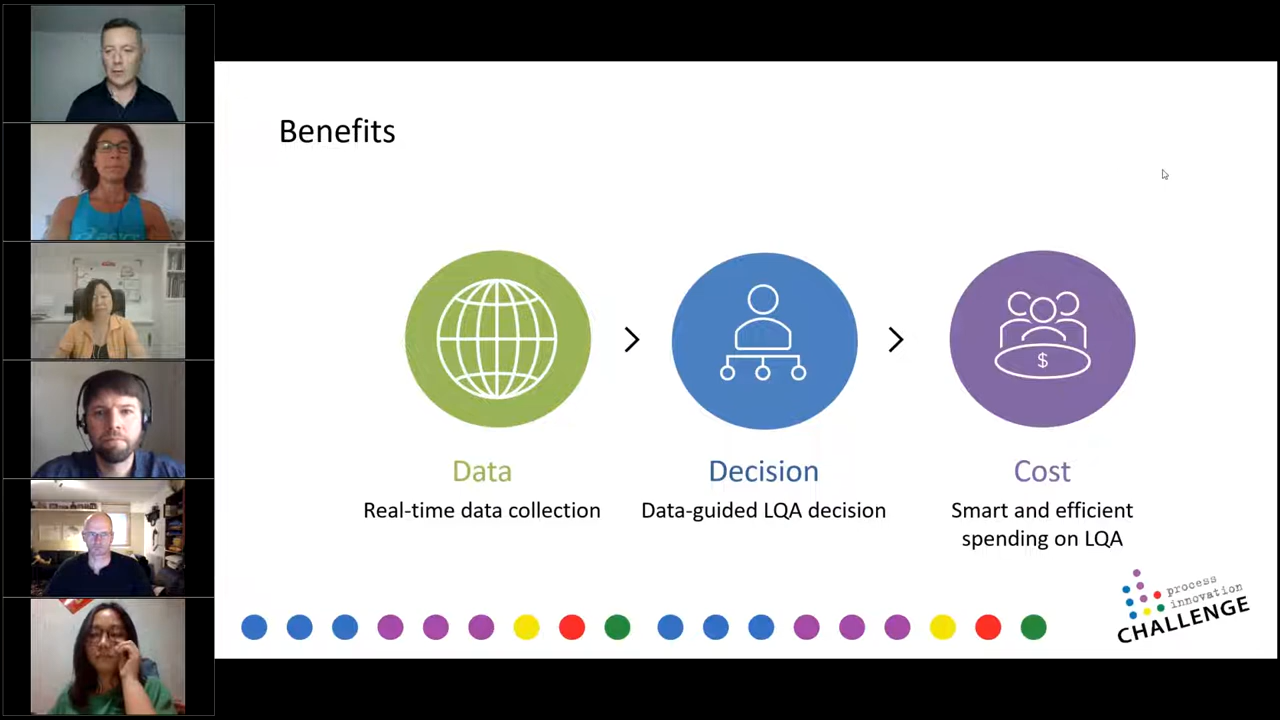 Benefits
$
Data
Decision
Cost
Real-time data collection
Data-guided LQA decision
Smart and efficient
spending on LQA
process
innovation
CHALLENGE